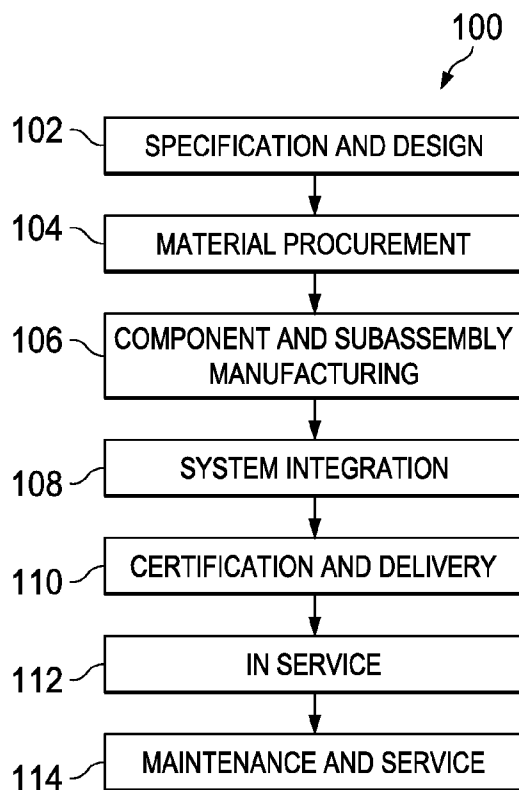 100
102
SPECIFICATION AND DESIGN
104
MATERIAL PROCUREMENT
106
COMPONENT AND SUBASSEMBLY
MANUFACTURING
108
SYSTEM INTEGRATION
110
CERTIFICATION AND DELIVERY
112
IN SERVICE
114
MAINTENANCE AND SERVICE